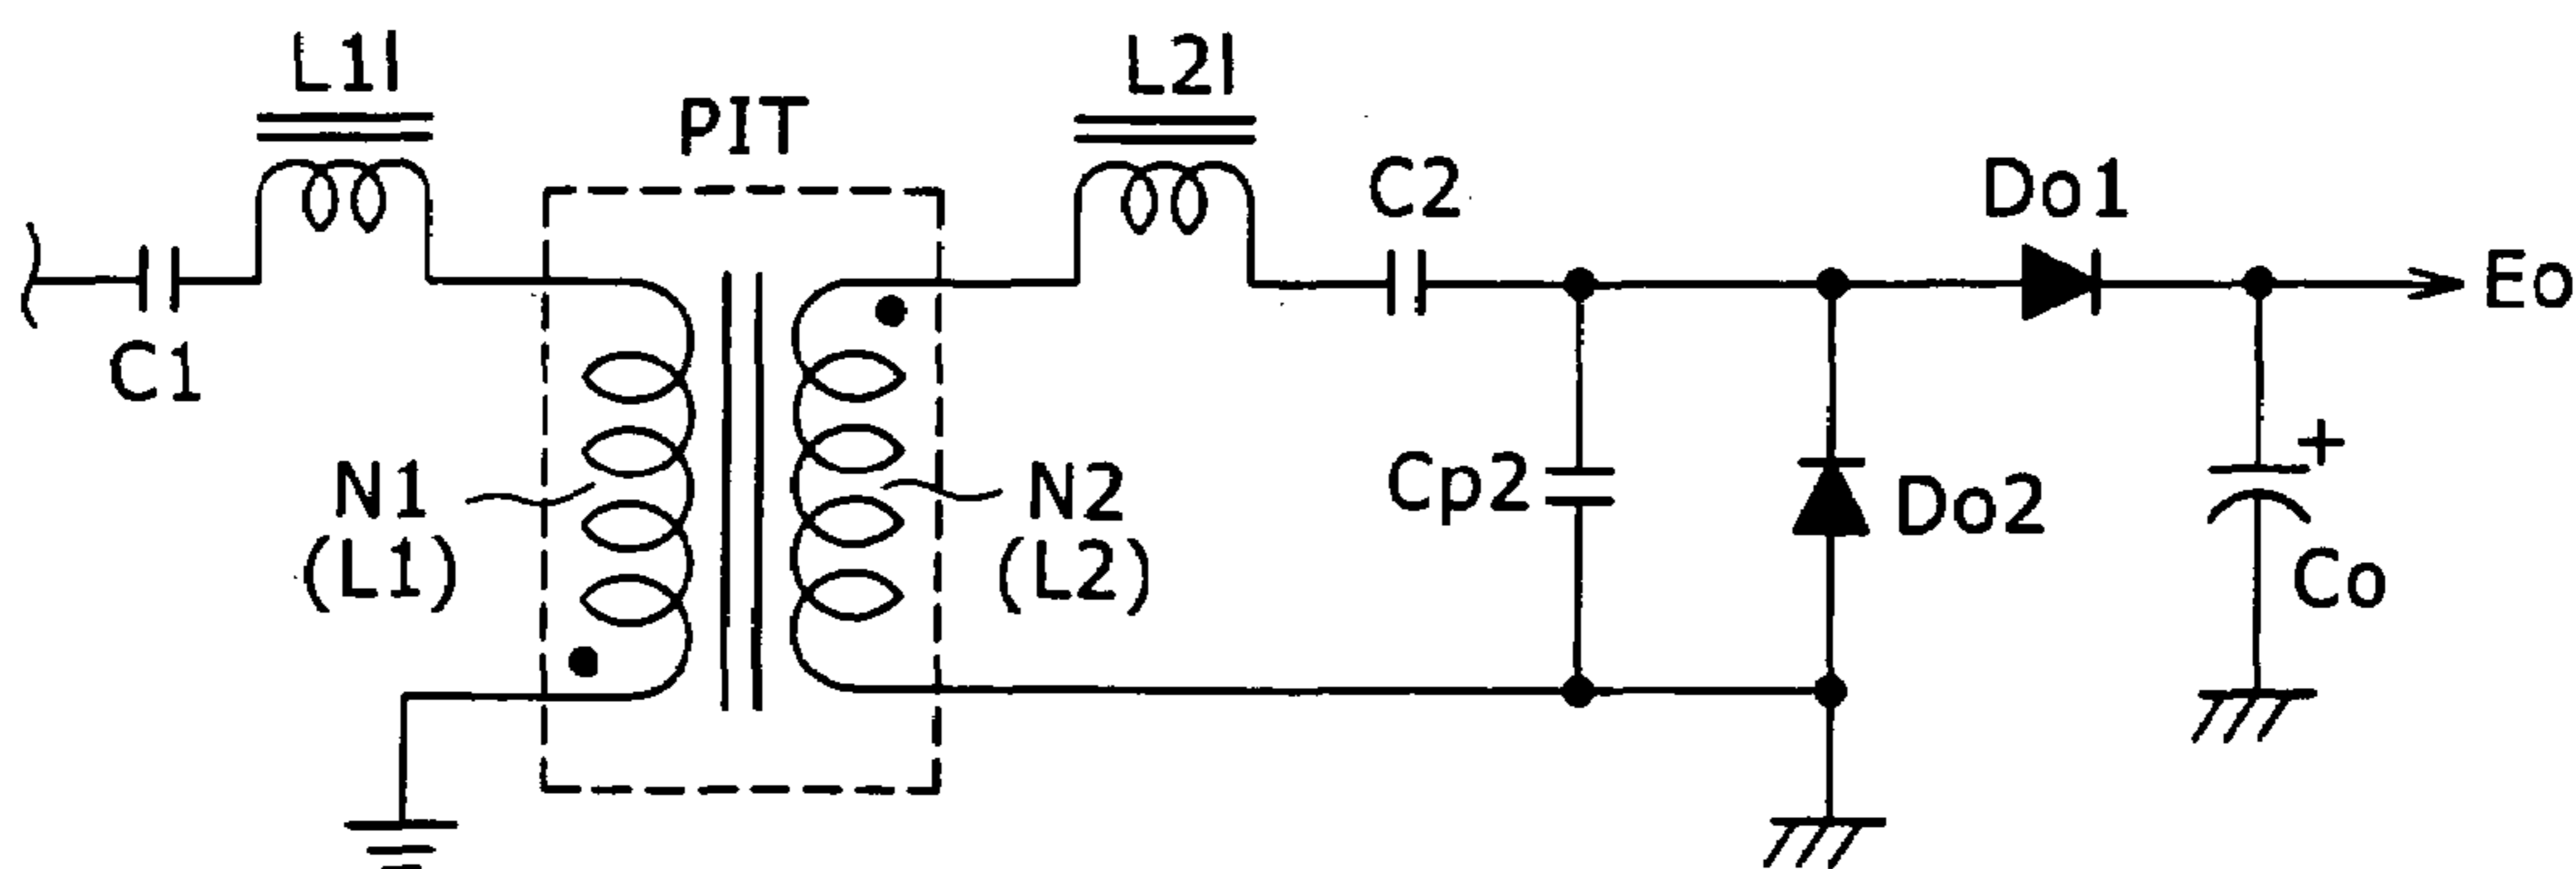 L1l
PIT
L2l
C2
Do1
Eo
C1
N1
(L1)
N2
(L2)
Cp2
Do2
+
Co